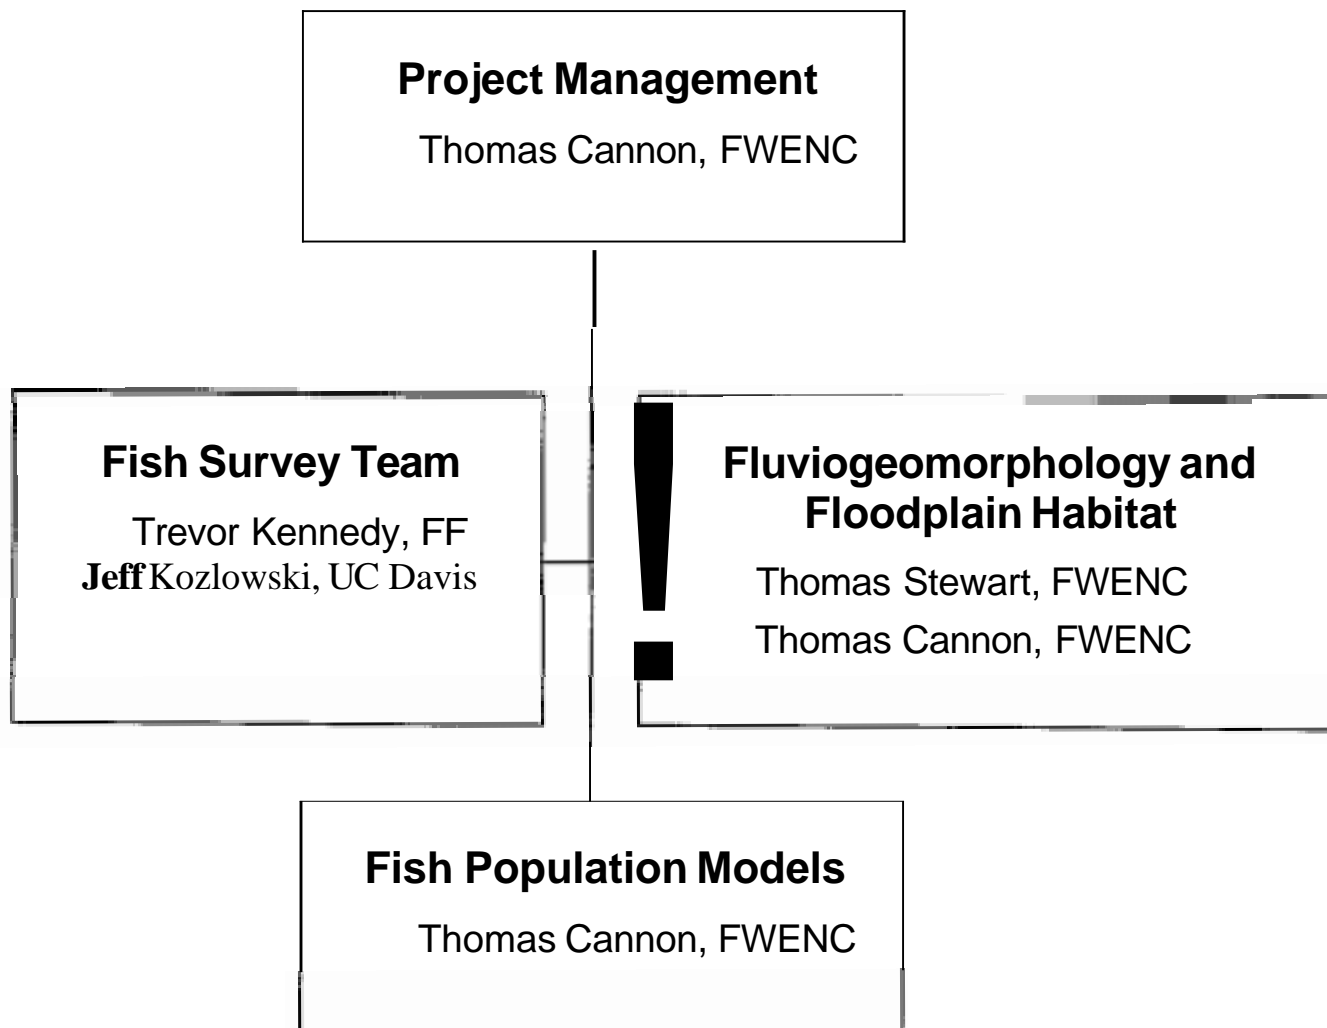 Project Management
Thomas Cannon, FWENC
Fish Survey Team
Trevor Kennedy, FF
Jeff Kozlowski, UC Davis
!
Fluviogeomorphology and
Floodplain Habitat
Thomas Stewart, FWENC
Thomas Cannon, FWENC
Fish Population Models
Thomas Cannon, FWENC